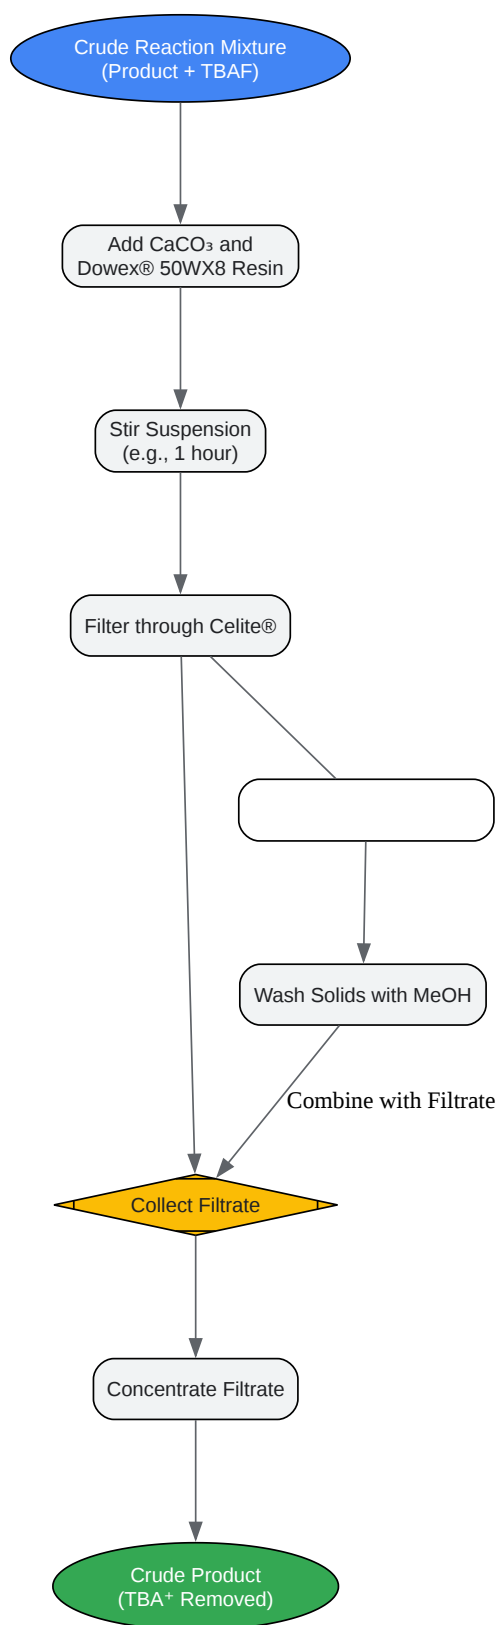 Crude Reaction Mixture
(Product + TBAF)
Add CaCO₃ and
Dowex® 50WX8 Resin
Stir Suspension
(e.g., 1 hour)
Filter through Celite®
Wash Solids with MeOH
Combine with Filtrate
Collect Filtrate
Concentrate Filtrate
Crude Product
(TBA⁺ Removed)